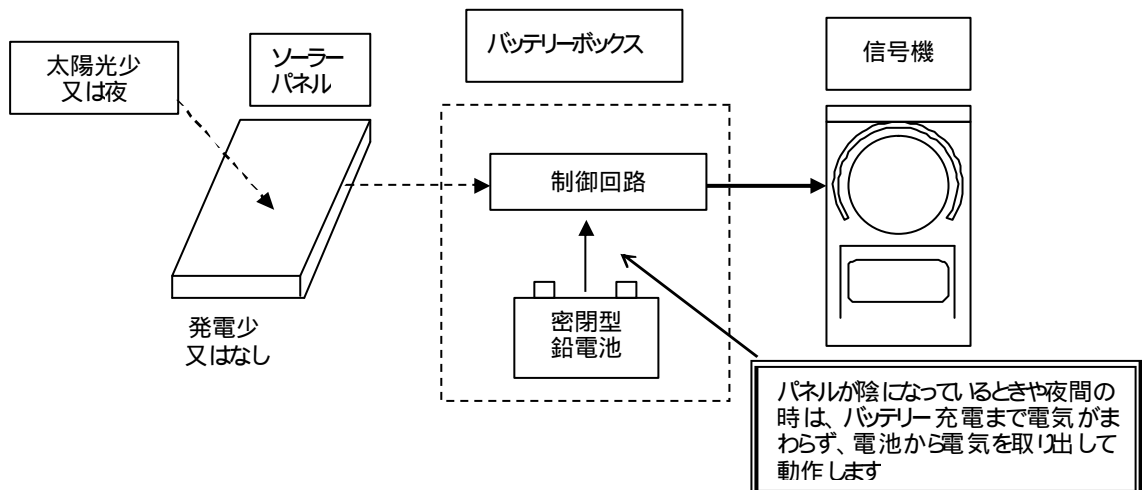 太陽光少
又は夜
ソーラー
パネル
バッテリーボックス
信号機
制御回路
密閉型
鉛電池
発電少
又はなし
パネルが陰になっているときや夜間の
時は、バッテリー充電まで電気がま
わらず、電池から電気を取り出して
動作します